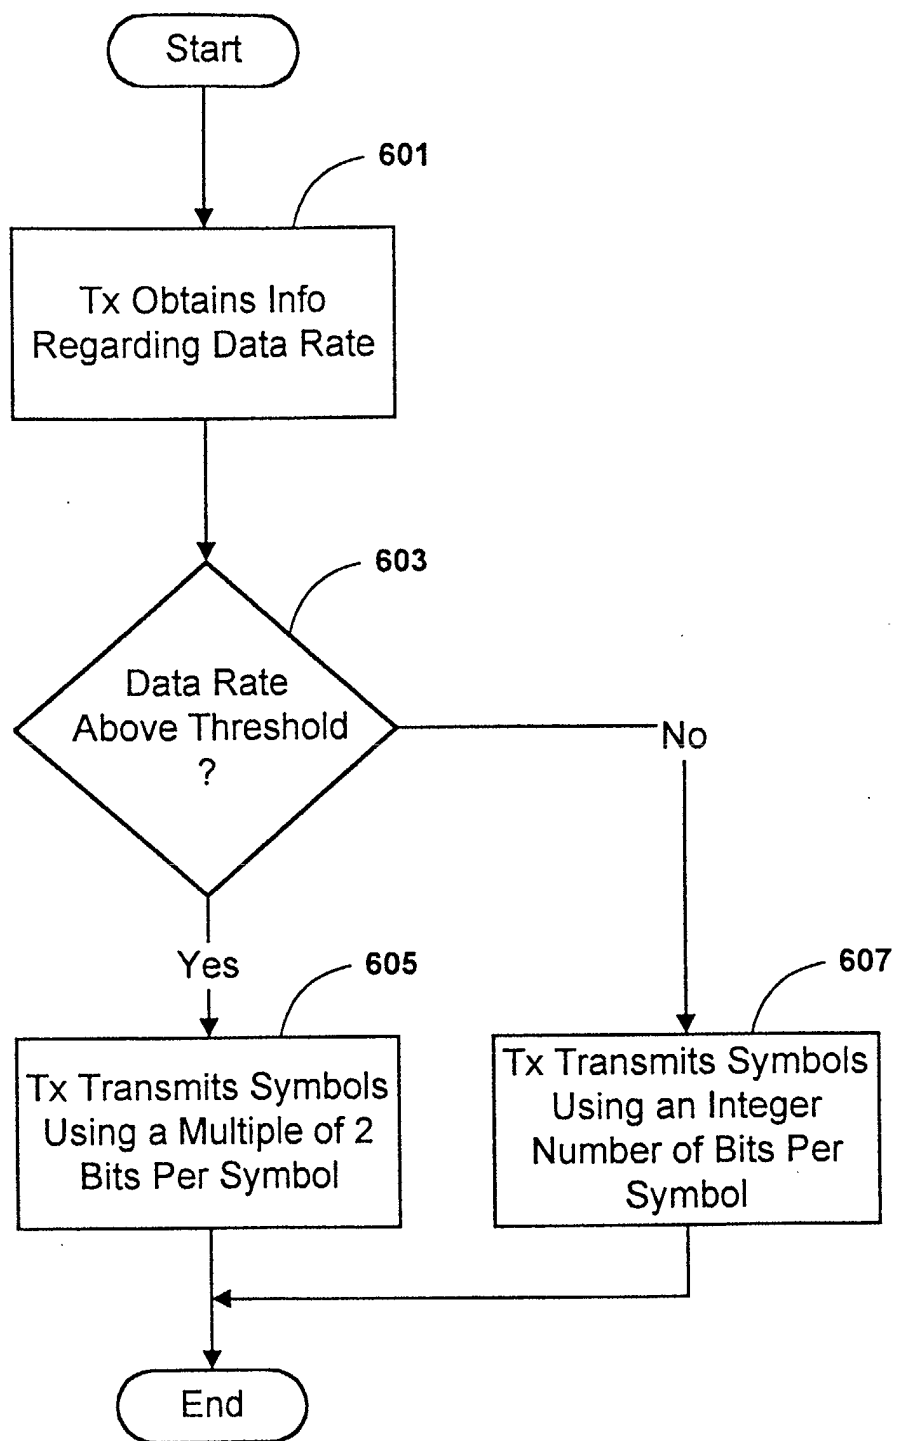 Start
601
Tx Obtains Info
Regarding Data Rate
603
Data Rate
Above Threshold
?
No
Yes
605
607
Tx Transmits Symbols
Using a Multiple of 2
Bits Per Symbol
Tx Transmits Symbols
Using an Integer
Number of Bits Per
Symbol
End